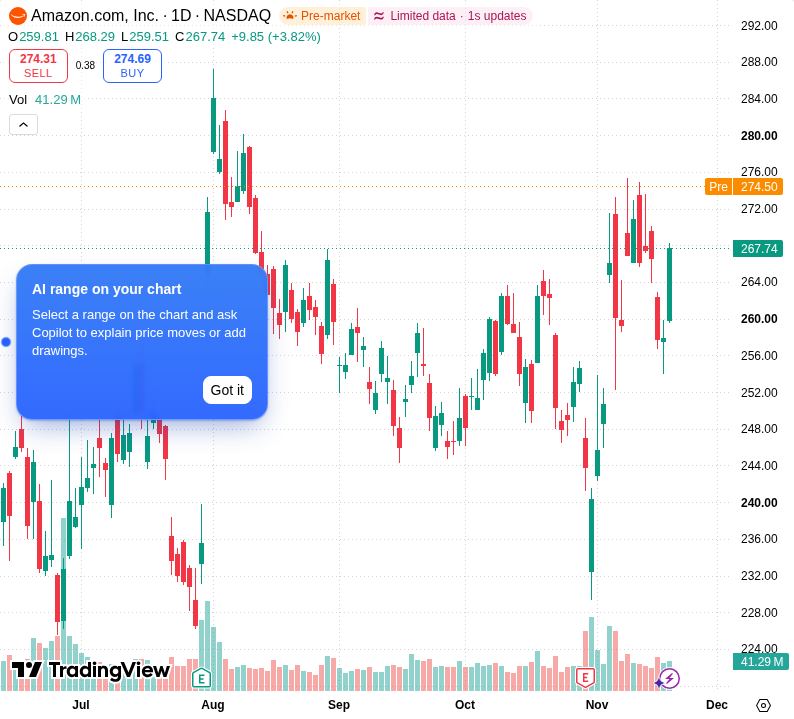 Amazon.com, Inc. · 1D · NASDAQ Pre-market Limited data · 1s updates
O259.81 H268.29 L259.51 C267.74 +9.85 (+3.82%)
274.31 SELL 0.38 274.69 BUY
Vol 41.29 M
292.00
288.00
284.00
280.00
276.00
Pre 274.50
272.00
267.74
264.00
260.00
256.00
252.00
248.00
244.00
240.00
236.00
232.00
228.00
224.00
41.29 M
AI range on your chart
Select a range on the chart and ask
Copilot to explain price moves or add
drawings.
Got it
TradingView
E E
Jul Aug Sep Oct Nov Dec